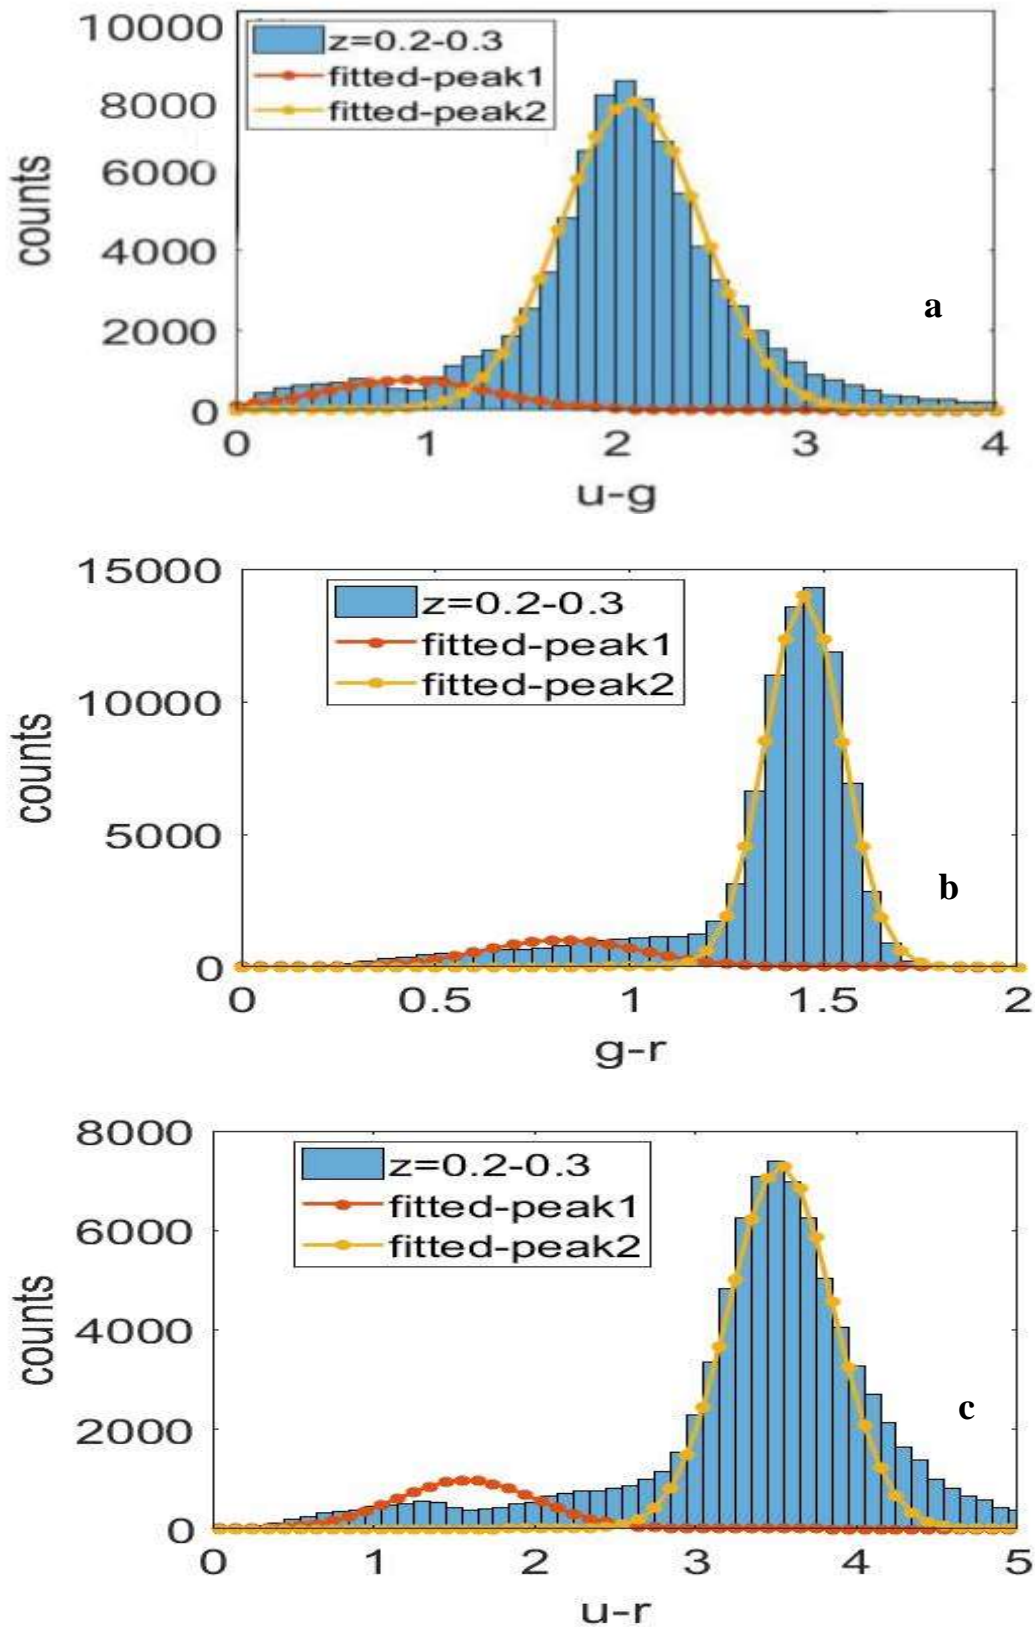 10000
8000
6000
4000
2000
0
counts
z=0.2-0.3
fitted-peak1
fitted-peak2
a
0 1 2 3 4
u-g
15000
10000
5000
0
counts
z=0.2-0.3
fitted-peak1
fitted-peak2
b
0 0.5 1 1.5 2
g-r
8000
6000
4000
2000
0
counts
z=0.2-0.3
fitted-peak1
fitted-peak2
c
0 1 2 3 4 5
u-r